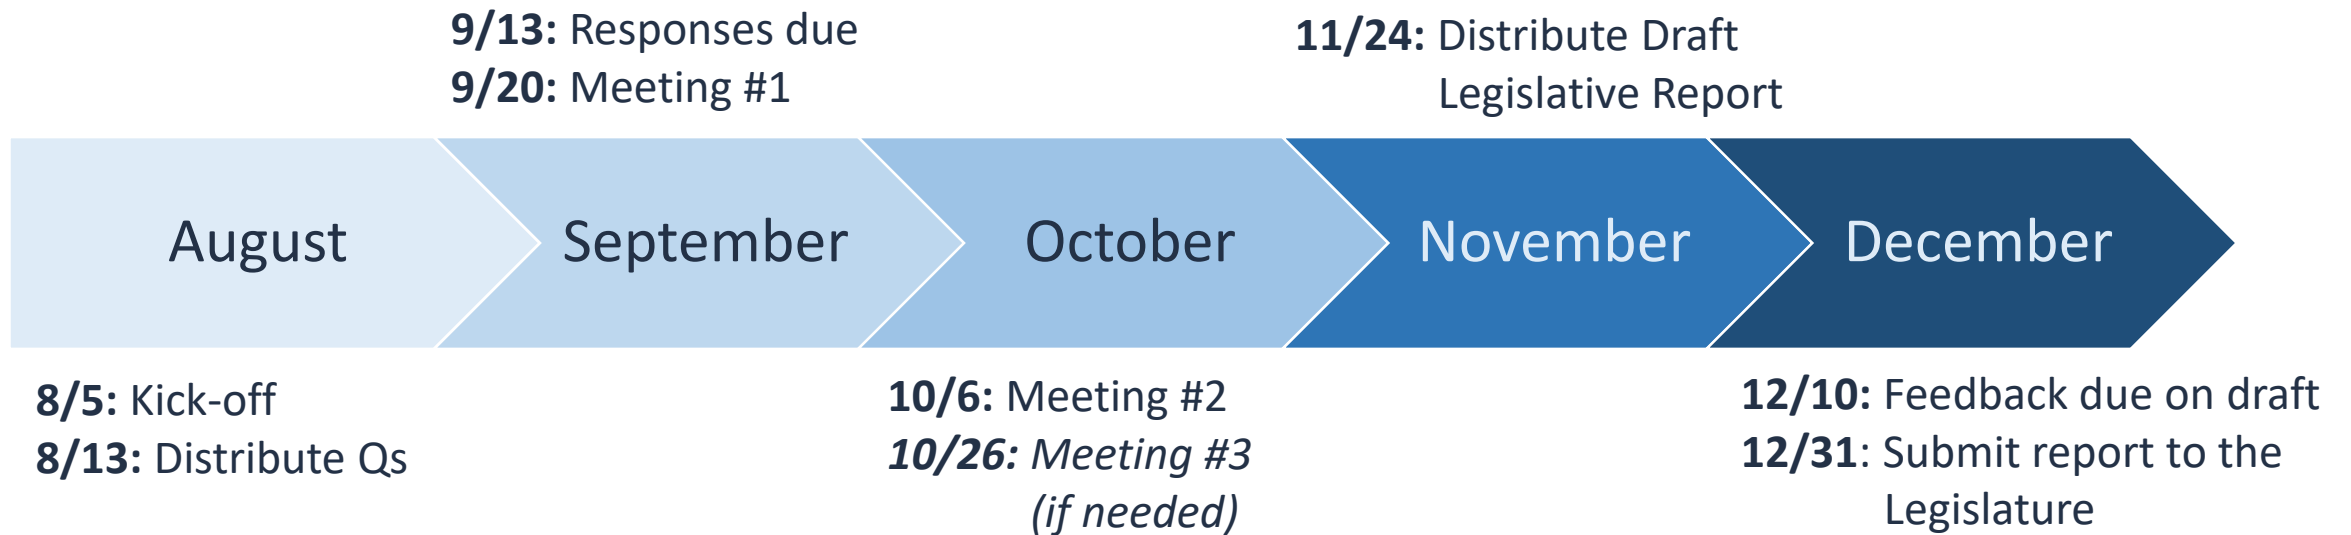 9/13: Responses due
9/20: Meeting #1
11/24: Distribute Draft
Legislative Report
August
September
October
November
December
8/5: Kick-off
8/13: Distribute Qs
10/6: Meeting #2
10/26: Meeting #3
(if needed)
12/10: Feedback due on draft
12/31: Submit report to the
Legislature